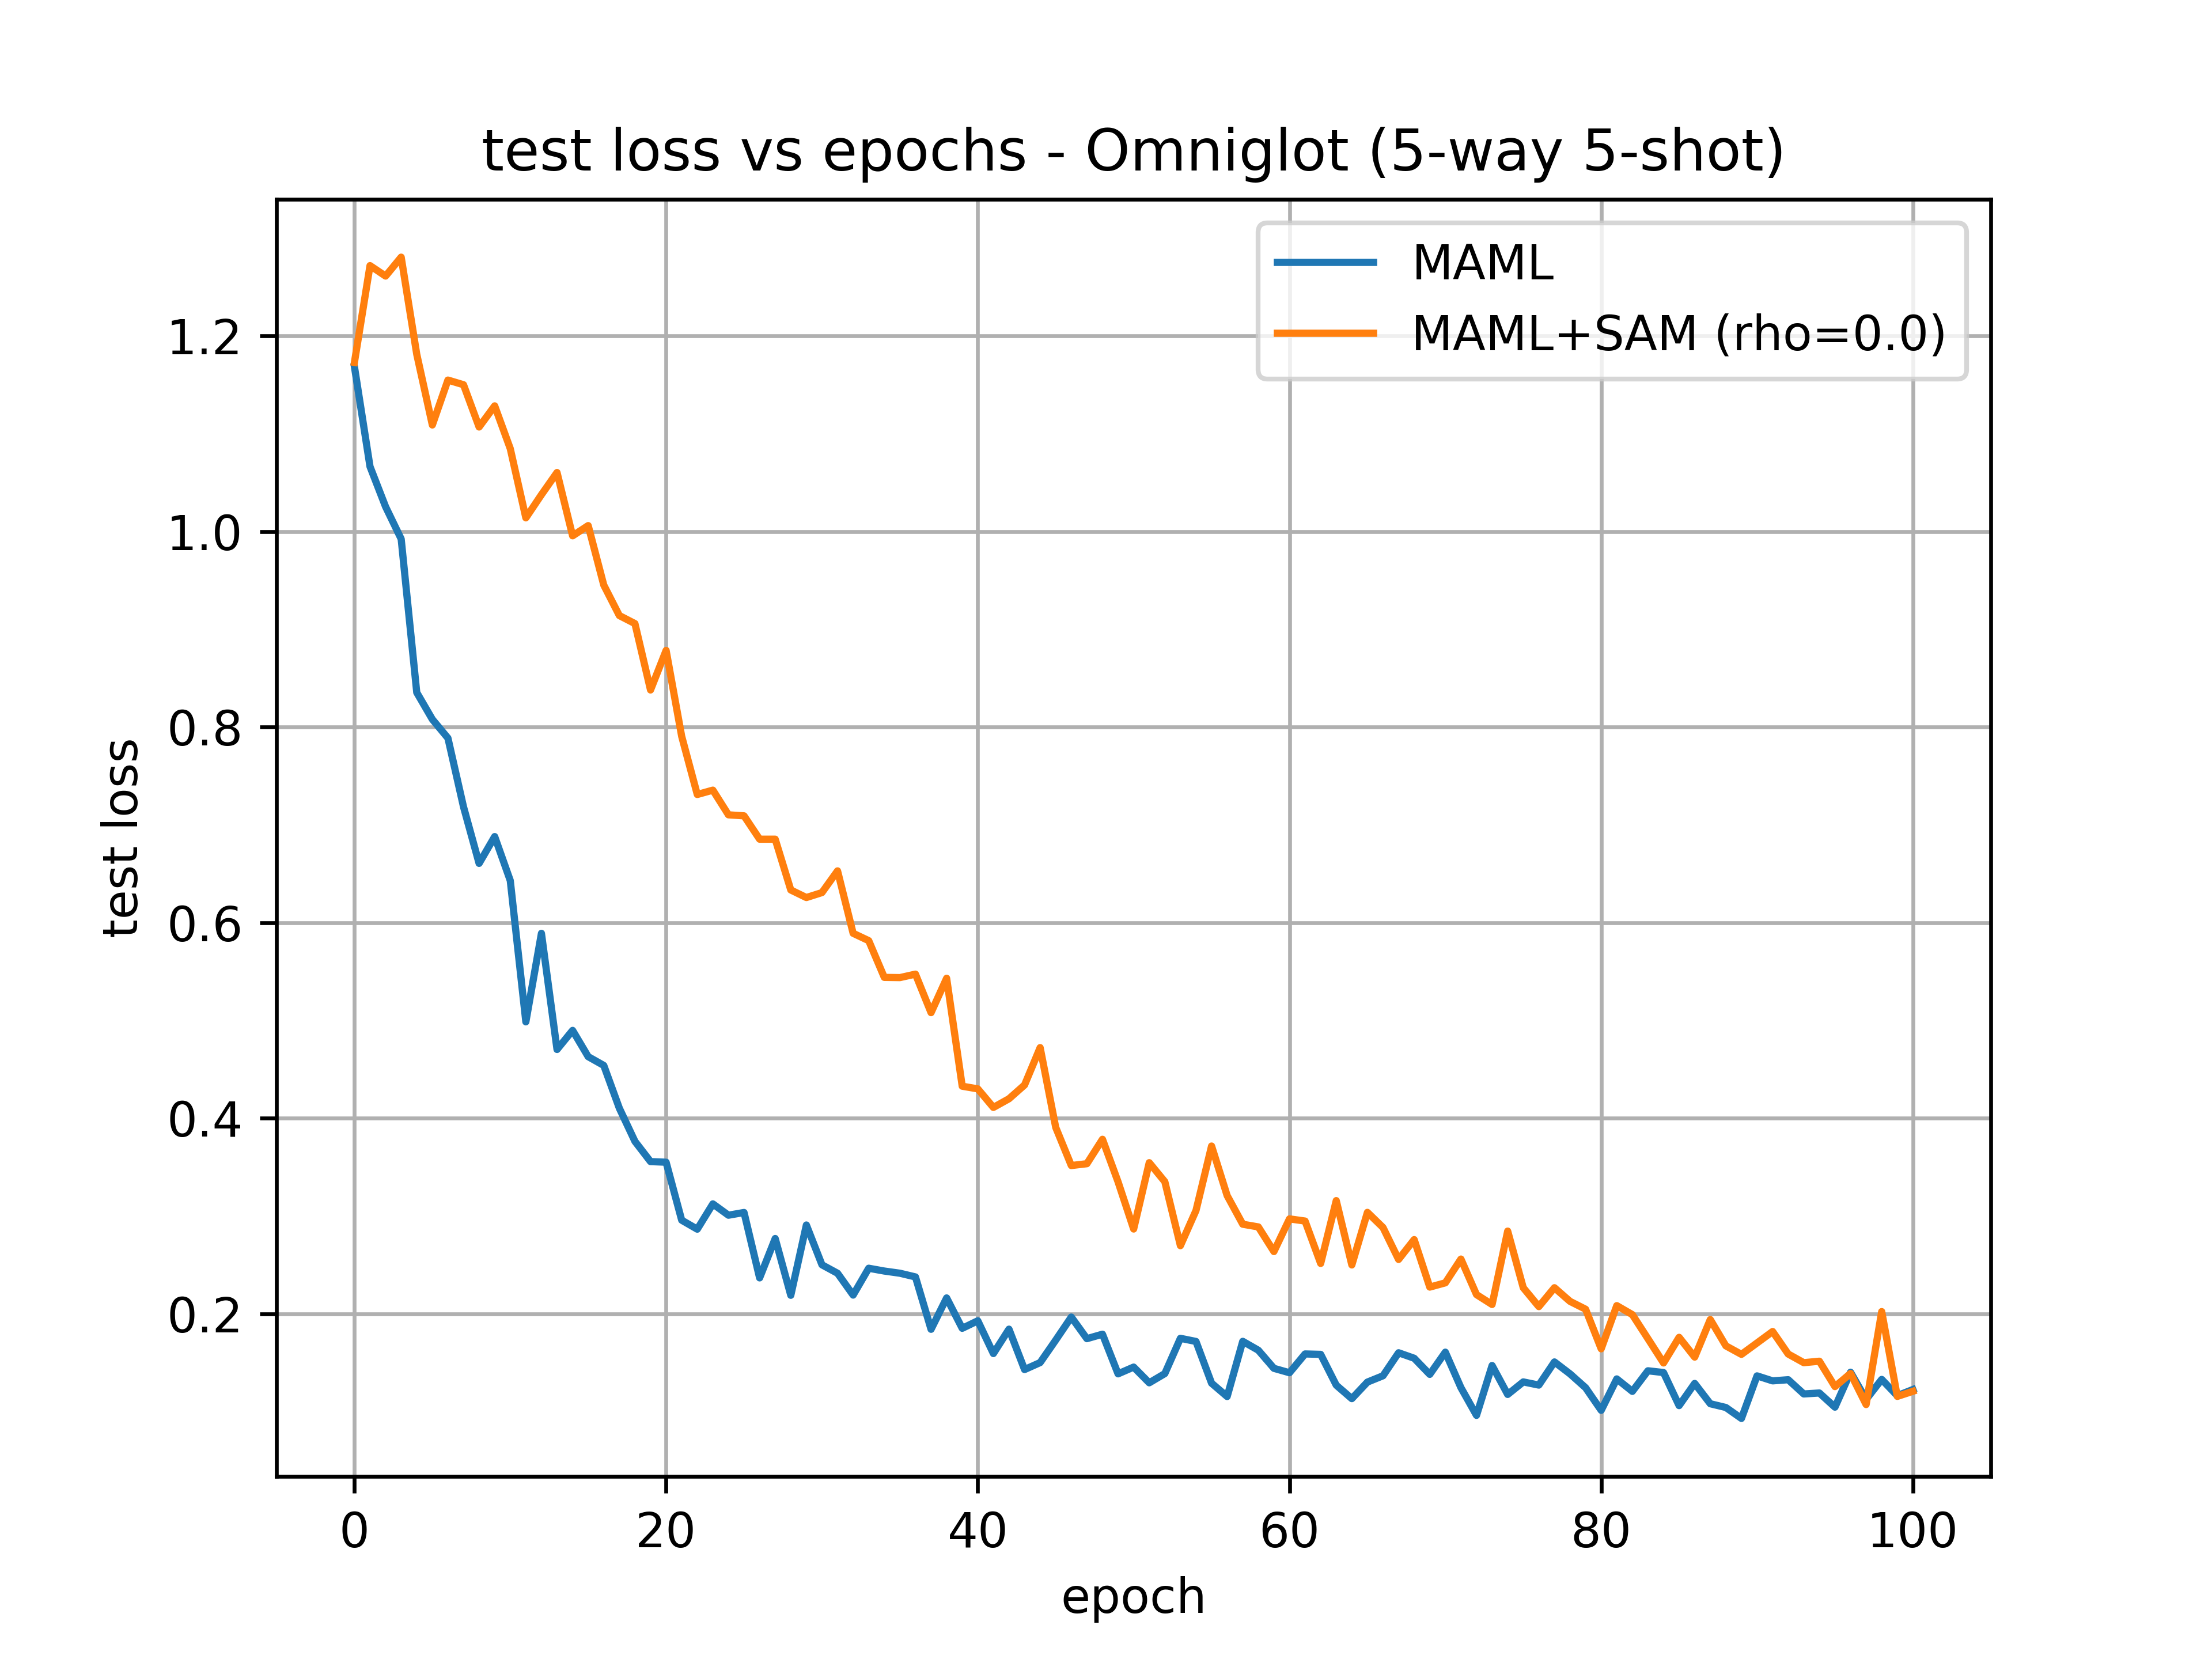 test loss vs epochs - Omniglot (5-way 5-shot)
MAML
MAML+SAM (rho=0.0)
1.2
1.0
0.8
0.6
0.4
0.2
test loss
0 20 40 60 80 100
epoch